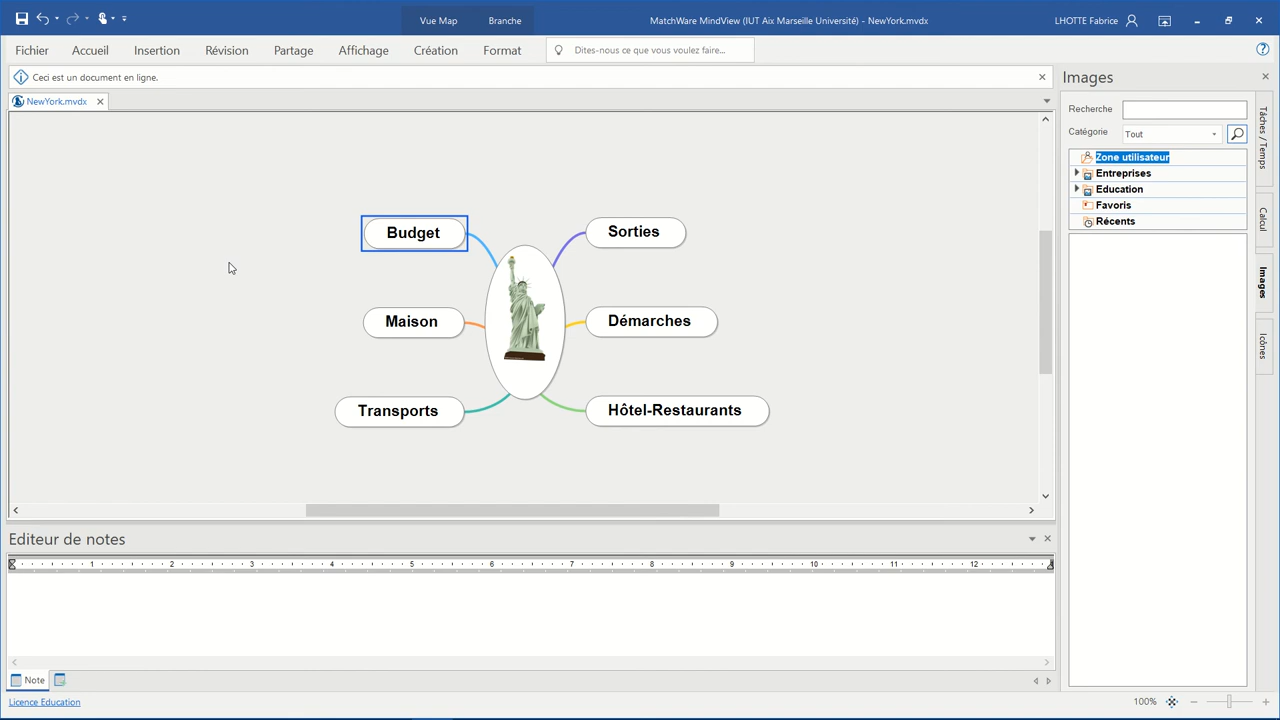 Vue Map
Branche
MatchWare MindView (IUT Aix Marseille Université) - NewYork.mvdx
LHOTTE Fabrice
Fichier
Accueil
Insertion
Révision
Partage
Affichage
Création
Format
Dites-nous ce que vous voulez faire...
Ceci est un document en ligne.
NewYork.mvdx
Images
Recherche
Catégorie
Tout
Zone utilisateur
Entreprises
Education
Favoris
Récents
Tâches / Temps
Calcul
Images
Icônes
Budget
Sorties
Maison
Démarches
Transports
Hôtel-Restaurants
Editeur de notes
1 2 3 4 5 6 7 8 9 10 11 12
Note
Licence Education
100%